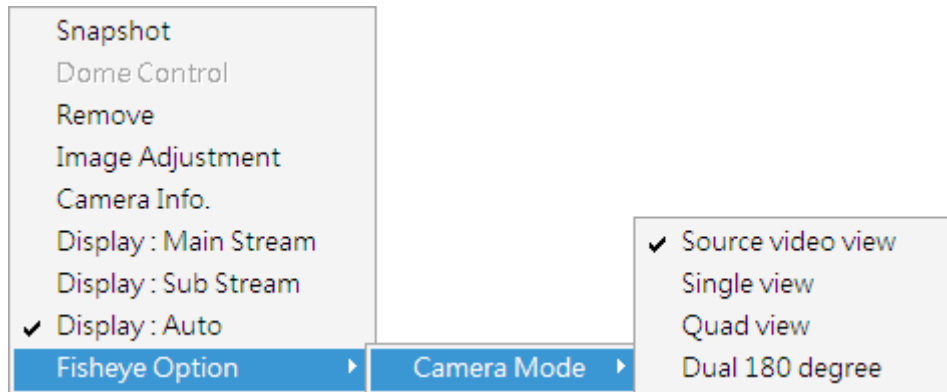 Snapshot
Dome Control
Remove
Image Adjustment
Camera Info.
Display : Main Stream
Display : Sub Stream
Display : Auto
Fisheye Option
Camera Mode
Source video view
Single view
Quad view
Dual 180 degree